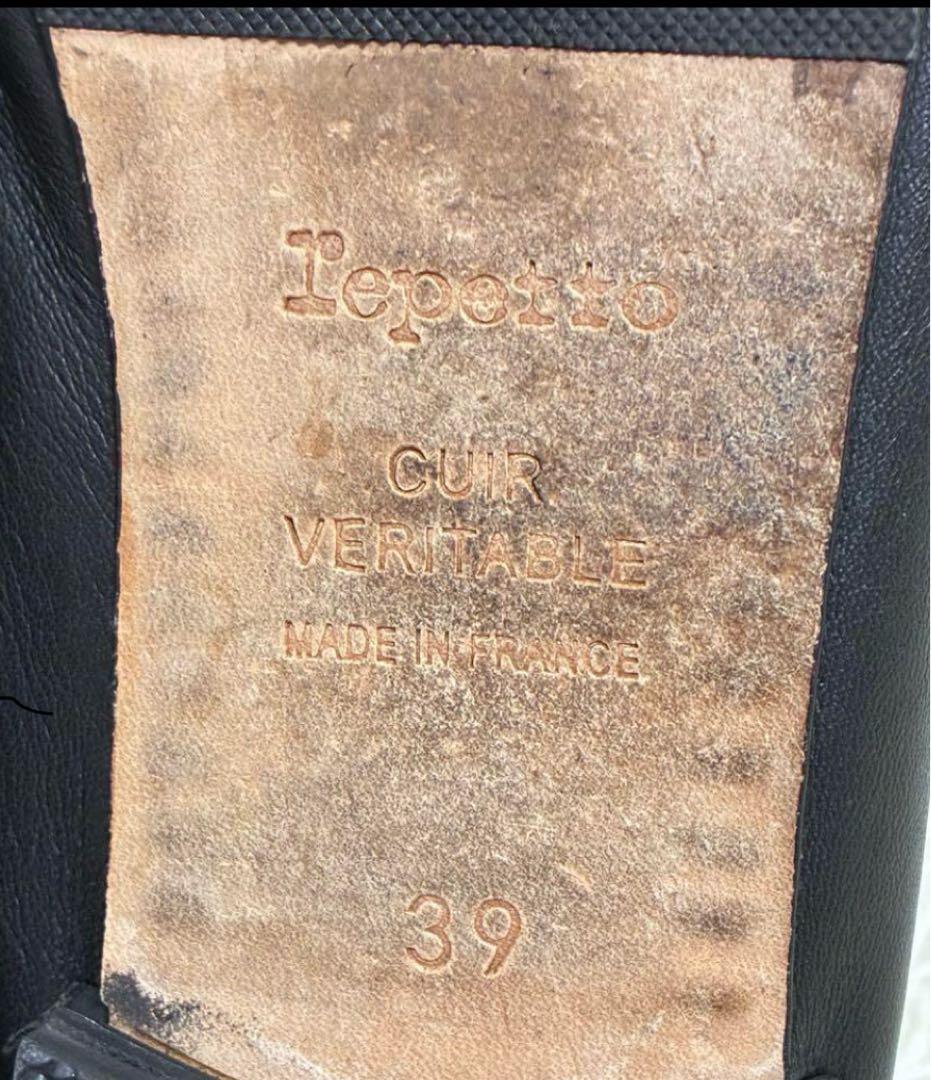 repetto
CUIR
VERITABLE
MADE IN FRANCE
39